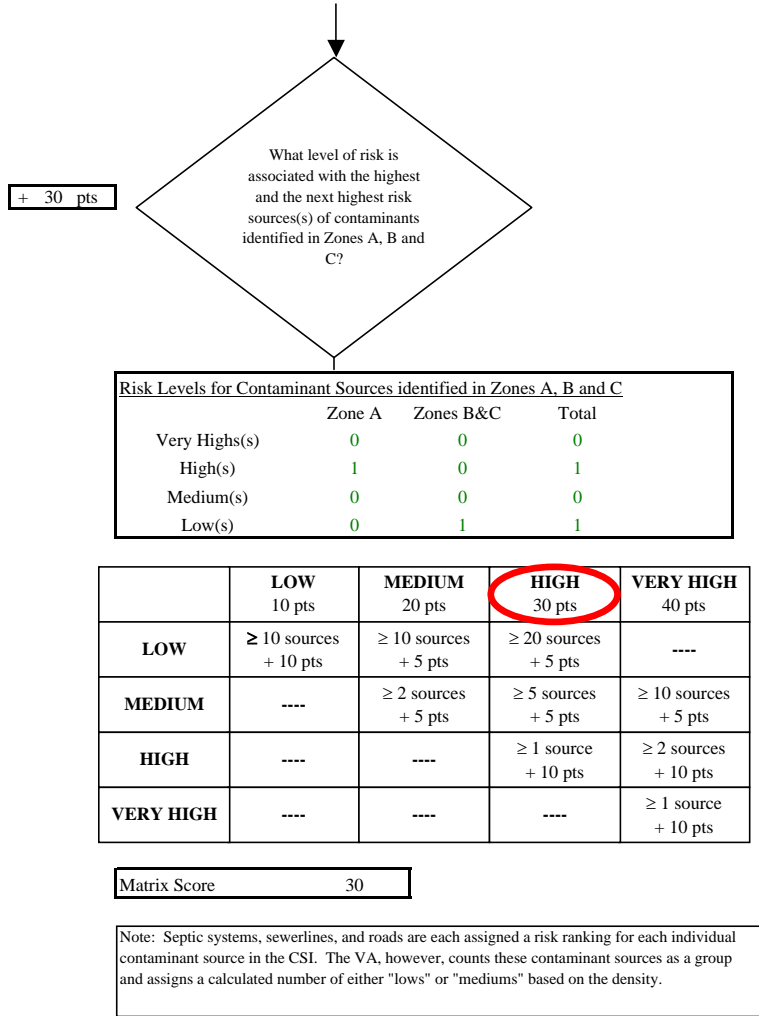 What level of risk is
associated with the highest
and the next highest risk
sources(s) of contaminants
identified in Zones A, B and
C?
+ 30 pts
Risk Levels for Contaminant Sources identified in Zones A, B and C
Zone A Zones B&C Total
Very Highs(s) 0 0 0
High(s) 1 0 1
Medium(s) 0 0 0
Low(s) 0 1 1
LOW MEDIUM HIGH VERY HIGH
10 pts 20 pts 30 pts 40 pts
LOW ≥ 10 sources ≥ 10 sources ≥ 20 sources ----
+ 10 pts + 5 pts + 5 pts
MEDIUM ---- ≥ 2 sources ≥ 5 sources ≥ 10 sources
+ 5 pts + 5 pts + 5 pts
HIGH ---- ---- ≥ 1 source ≥ 2 sources
+ 10 pts + 10 pts
VERY HIGH ---- ---- ---- ≥ 1 source
+ 10 pts
Matrix Score 30
Note: Septic systems, sewerlines, and roads are each assigned a risk ranking for each individual
contaminant source in the CSI. The VA, however, counts these contaminant sources as a group
and assigns a calculated number of either "lows" or "mediums" based on the density.